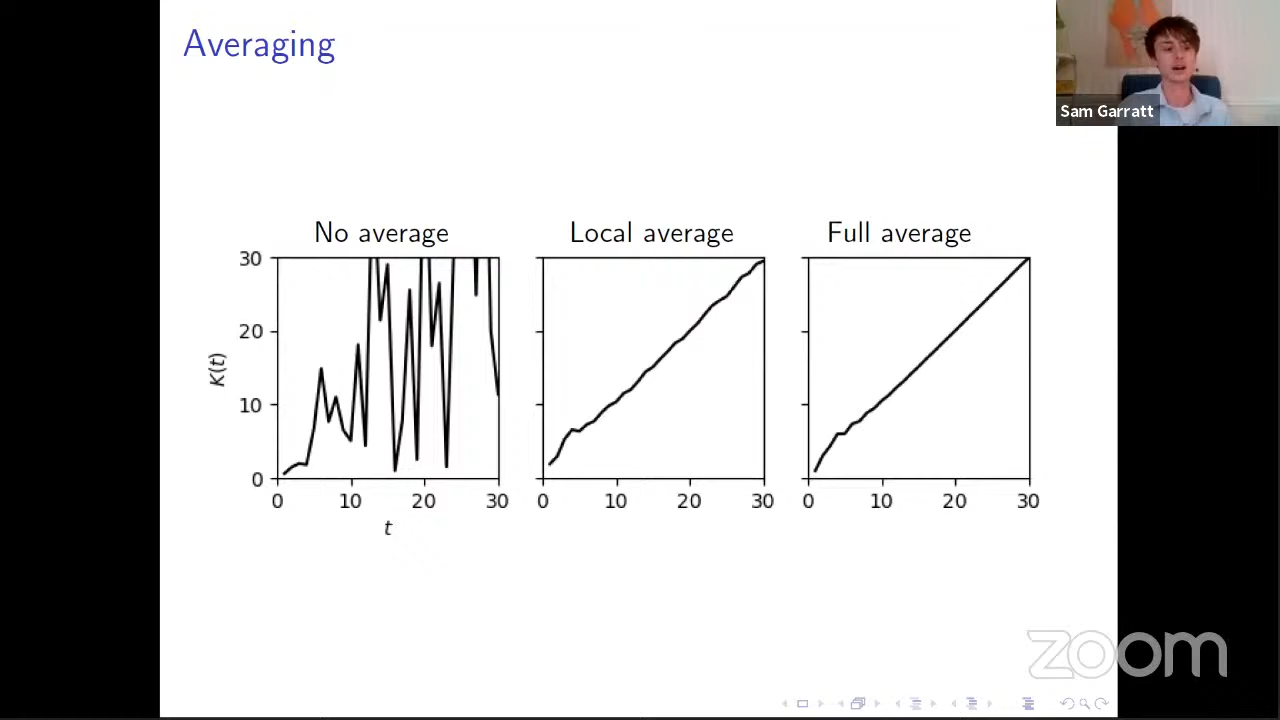 Averaging
Sam Garratt
No average
Local average
Full average
30
20
10
0
K(t)
0 10 20 30
t
0 10 20 30
0 10 20 30
zoom